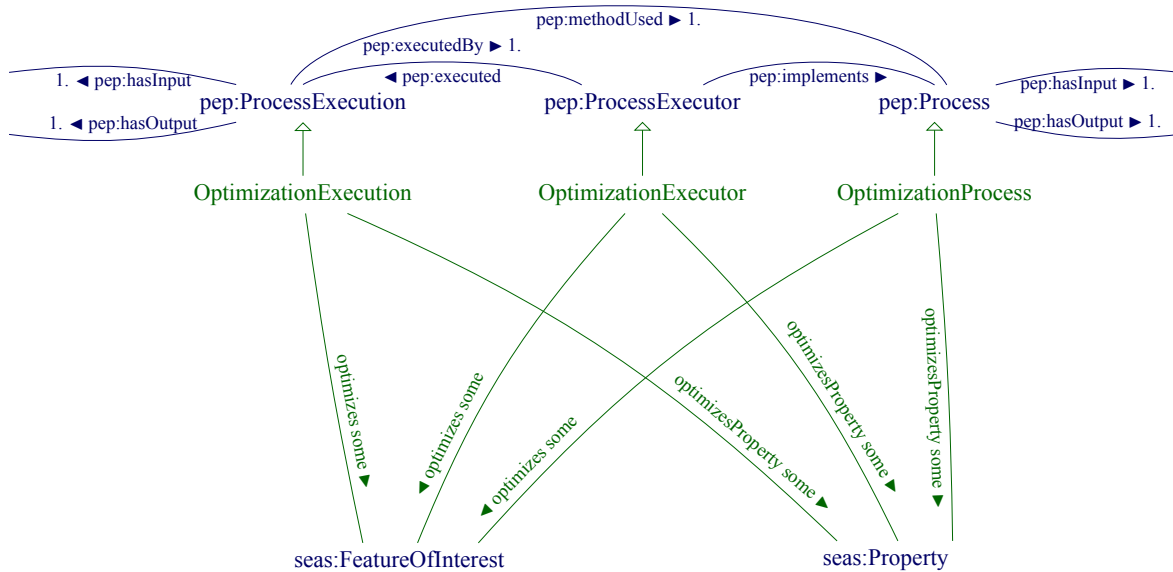 pep:methodUsed ► 1.
pep:executedBy ► 1.
1. ◄ pep:hasInput
◄ pep:executed
pep:implements ►
pep:hasInput ► 1.
pep:ProcessExecution
pep:ProcessExecutor
pep:Process
1. ◄ pep:hasOutput
pep:hasOutput ► 1.
OptimizationExecution
OptimizationExecutor
OptimizationProcess
optimizes some ►
◄ optimizes some
◄ optimizes some
optimizesProperty some ►
optimizesProperty some ►
optimizesProperty some ►
seas:FeatureOfInterest
seas:Property